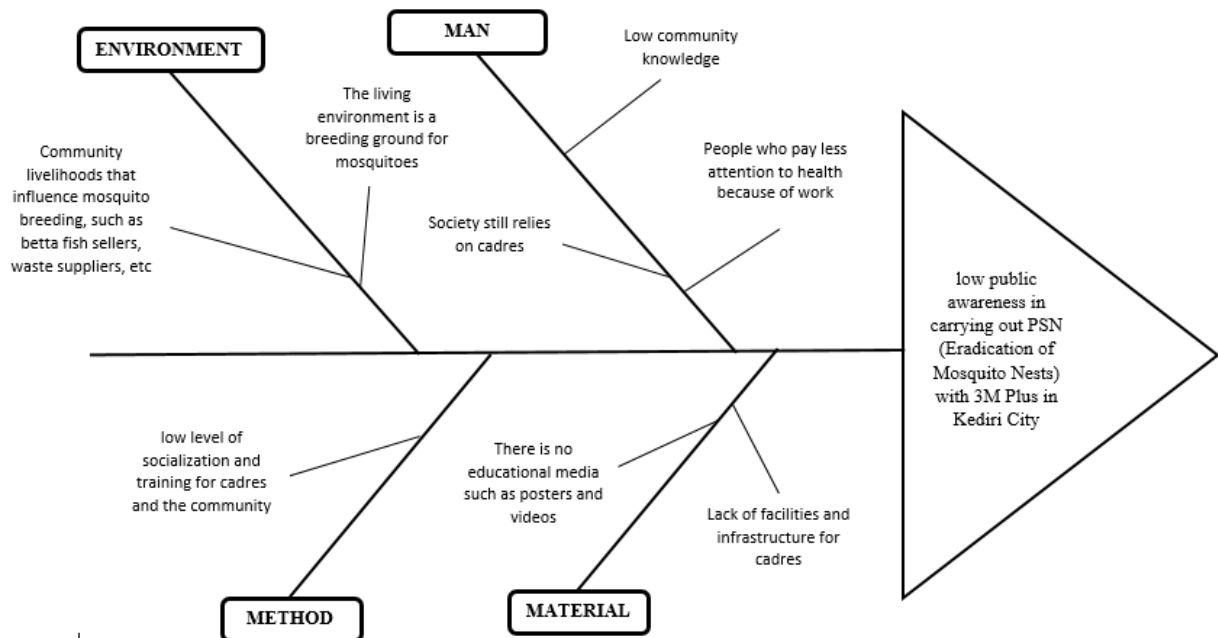 ENVIRONMENT
MAN
Low community
knowledge
The living
environment is a
breeding ground for
mosquitoes
Community
livelihoods that
influence mosquito
breeding, such as
betta fish sellers,
waste suppliers, etc
People who pay less
attention to health
because of work
Society still relies
on cadres
low public
awareness in
carrying out PSN
(Eradication of
Mosquito Nests)
with 3M Plus in
Kediri City
low level of
socialization and
training for cadres
and the community
There is no
educational media
such as posters and
videos
Lack of facilities and
infrastructure for
cadres
METHOD
MATERIAL